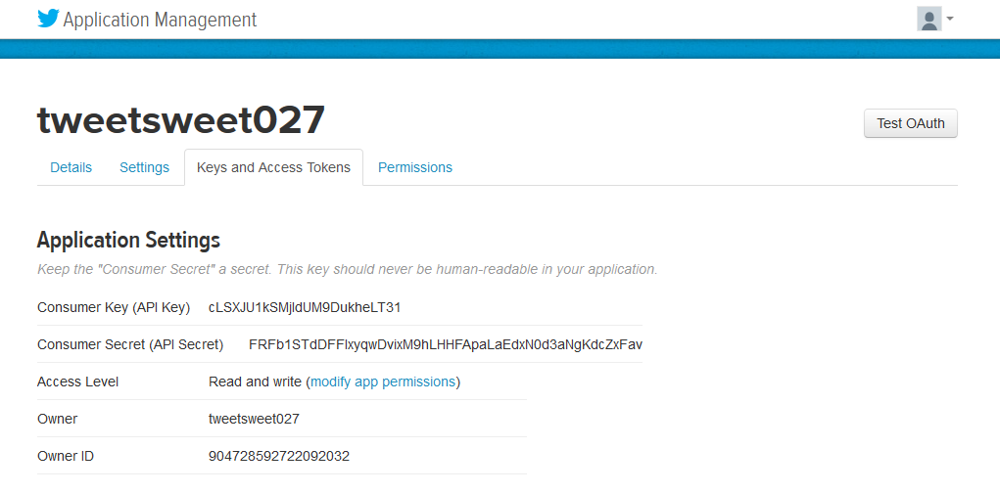 Application Management
tweetsweet027
Test OAuth
Details Settings Keys and Access Tokens Permissions
Application Settings
Keep the "Consumer Secret" a secret. This key should never be human-readable in your application.
Consumer Key (API Key) cLSXJU1kSMjldUM9DukheLT31
Consumer Secret (API Secret) FRFb1STdDFFlxyqwDvixM9hLHHFApaLaEdxN0d3aNgKdcZxFav
Access Level Read and write (modify app permissions)
Owner tweetsweet027
Owner ID 904728592722092032